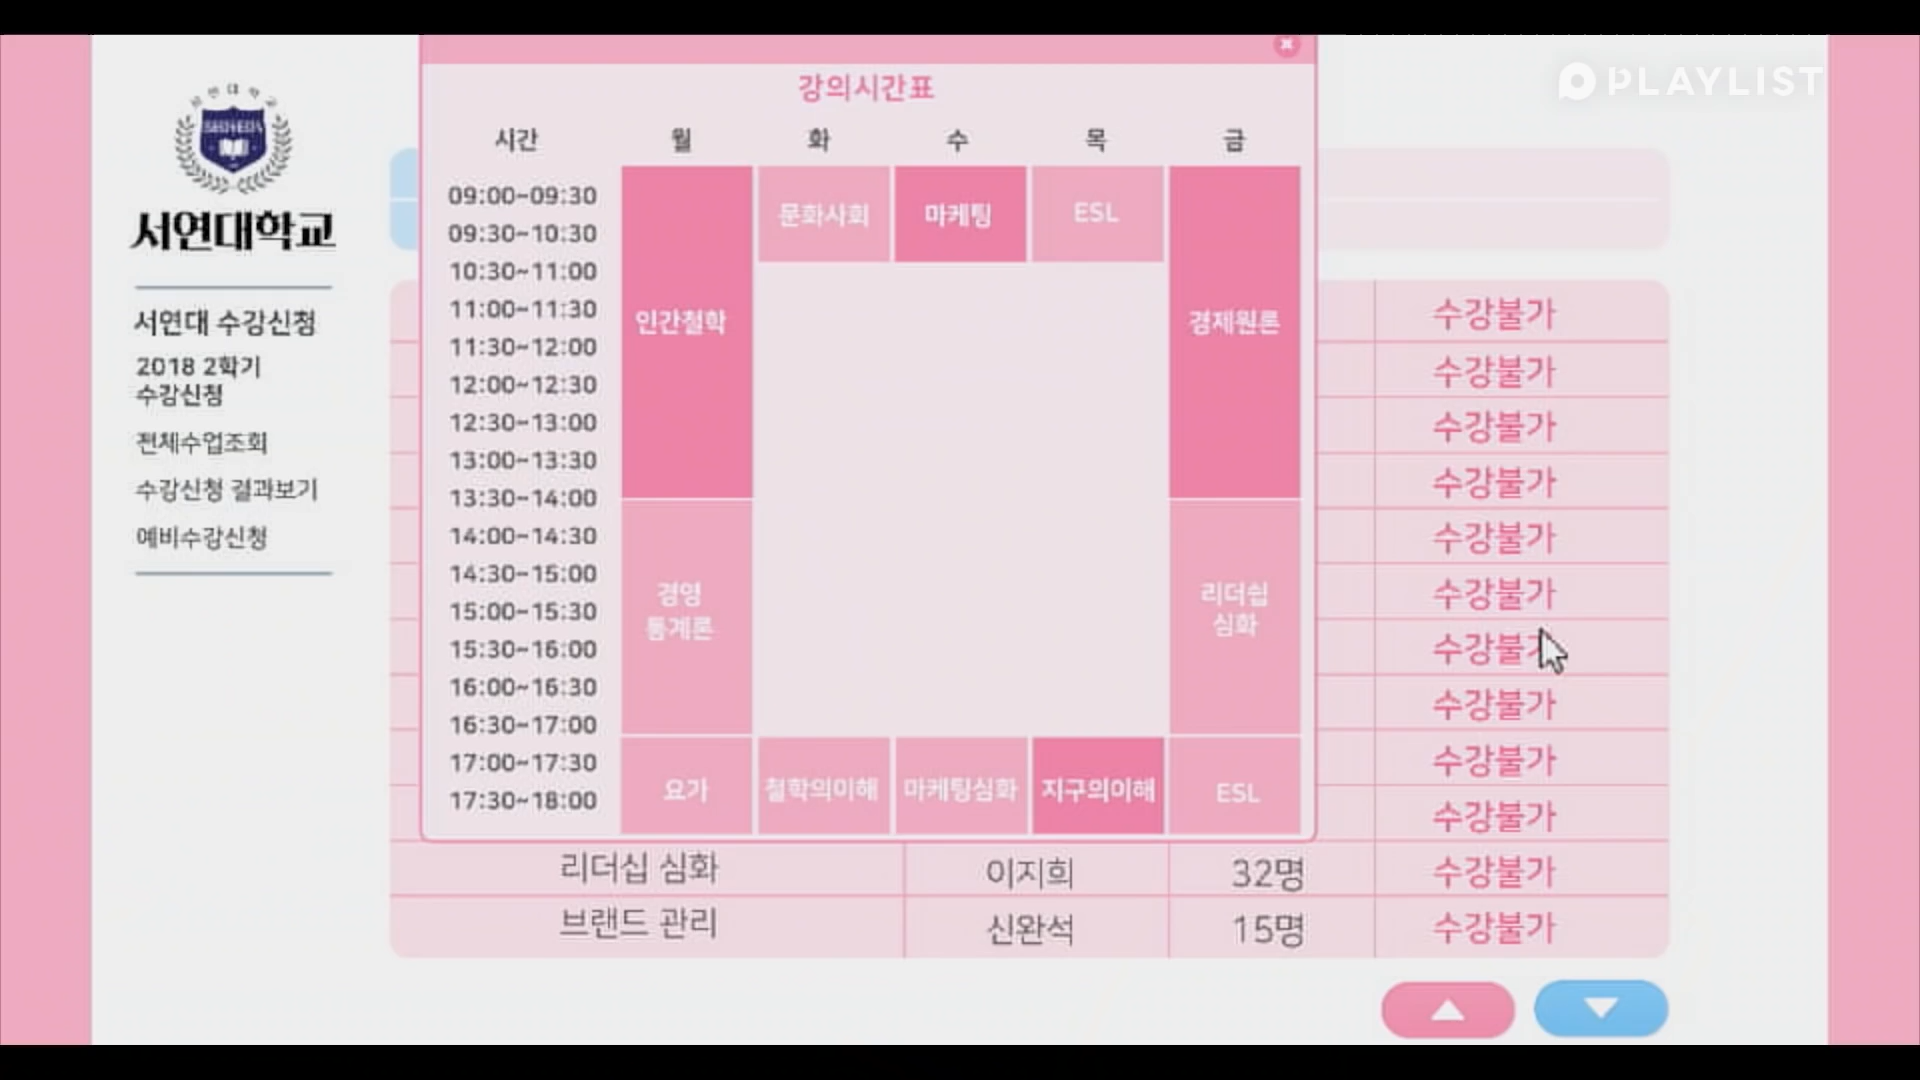 PLAYLIST
서연대학교
SEOYEON
서연대학교
서연대 수강신청
2018 2학기
수강신청
전체수업조회
수강신청 결과보기
예비수강신청
강의시간표
시간 월 화 수 목 금
09:00~09:30
09:30~10:30
10:30~11:00
11:00~11:30
11:30~12:00
12:00~12:30
12:30~13:00
13:00~13:30
13:30~14:00
14:00~14:30
14:30~15:00
15:00~15:30
15:30~16:00
16:00~16:30
16:30~17:00
17:00~17:30
17:30~18:00
문화사회 마케팅 ESL
인간철학 경제원론
경영
통계론
리더쉽
심화
요가 철학의이해 마케팅심화 지구의이해 ESL
수강불가
수강불가
수강불가
수강불가
수강불가
수강불가
수강불가
수강불가
수강불가
수강불가
리더십 심화 이지희 32명 수강불가
브랜드 관리 신완석 15명 수강불가